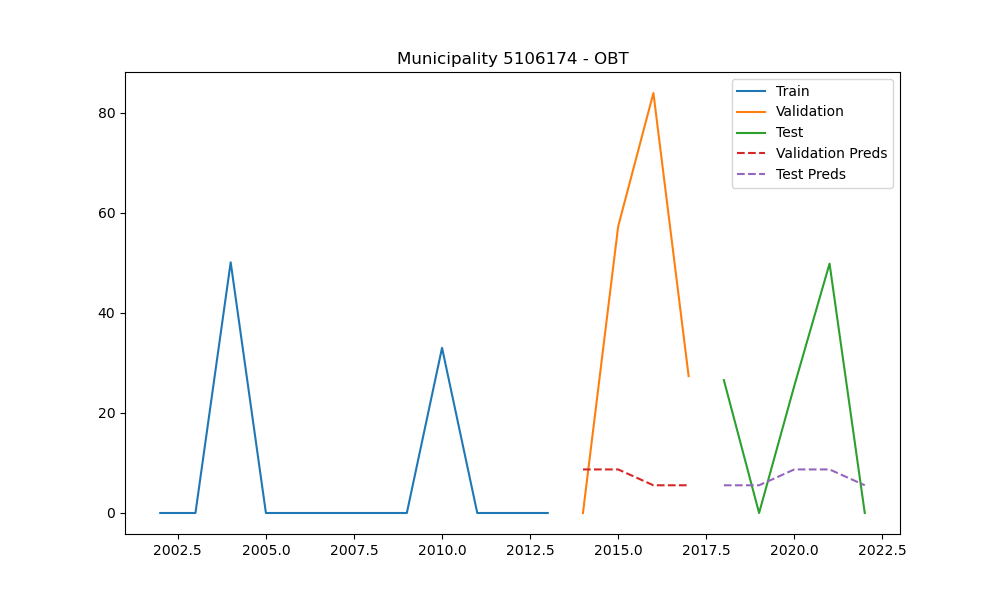 Municipality 5106174 - OBT
Train
Validation
Test
Validation Preds
Test Preds
80
60
40
20
0
2002.5 2005.0 2007.5 2010.0 2012.5 2015.0 2017.5 2020.0 2022.5